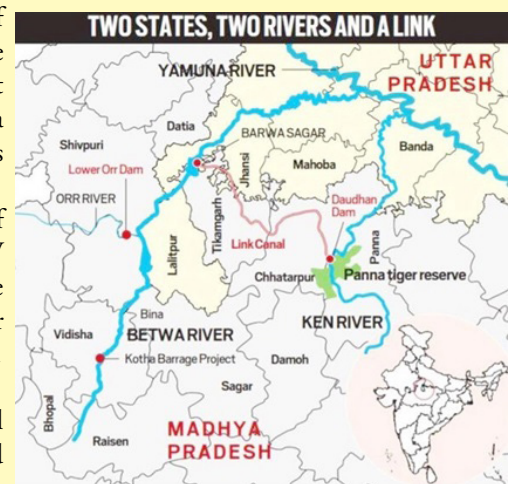 TWO STATES, TWO RIVERS AND A LINK
YAMUNA RIVER
UTTAR
PRADESH
Datia
BARWA SAGAR
Banda
Shivpuri
Lower Orr Dam
Jhansi
Mahoba
ORR RIVER
Tikamgarh
Daudhan
Dam
Lalitpur
Link Canal
Panna
Chhatarpur
Panna tiger reserve
Bina
Vidisha
BETWA RIVER
KEN RIVER
Kotha Barrage Project
Damoh
Sagar
Bhopal
MADHYA
PRADESH
Raisen